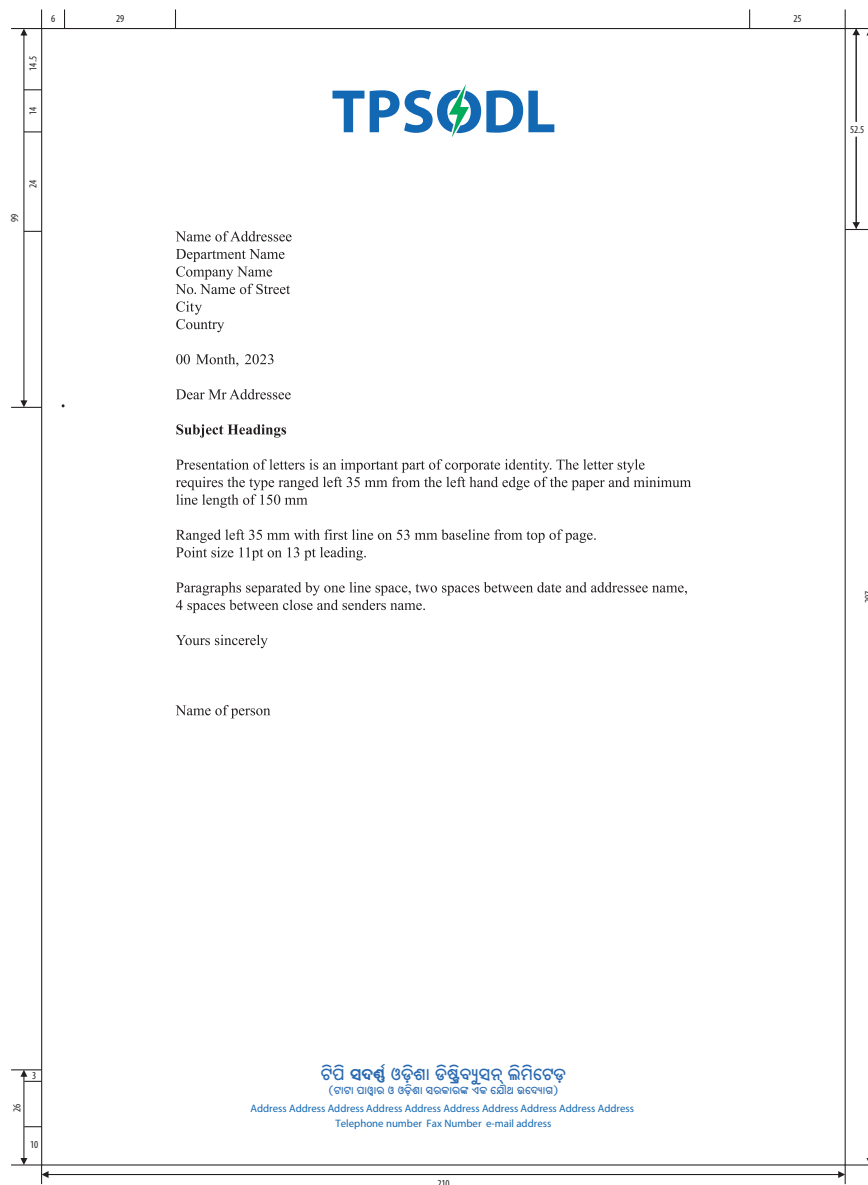 6 29 25
14.5
14
24
99
52.5
TPSODL
Name of Addressee
Department Name
Company Name
No. Name of Street
City
Country
00 Month, 2023
Dear Mr Addressee
Subject Headings
Presentation of letters is an important part of corporate identity. The letter style
requires the type ranged left 35 mm from the left hand edge of the paper and minimum
line length of 150 mm
Ranged left 35 mm with first line on 53 mm baseline from top of page.
Point size 11pt on 13 pt leading.
Paragraphs separated by one line space, two spaces between date and addressee name,
4 spaces between close and senders name.
Yours sincerely
Name of person
3
26
10
ଟିପି ସଦର୍ଣ୍ଣ ଓଡ଼ିଶା ଡିଷ୍ଟ୍ରିବ୍ୟୁସନ୍ ଲିମିଟେଡ଼
(ଟାଟା ପାୱାର ଓ ଓଡ଼ିଶା ସରକାରଙ୍କ ଏକ ଯୌଥ ଉଦ୍ୟୋଗ)
Address Address Address Address Address Address Address Address Address Address
Telephone number Fax Number e-mail address
210